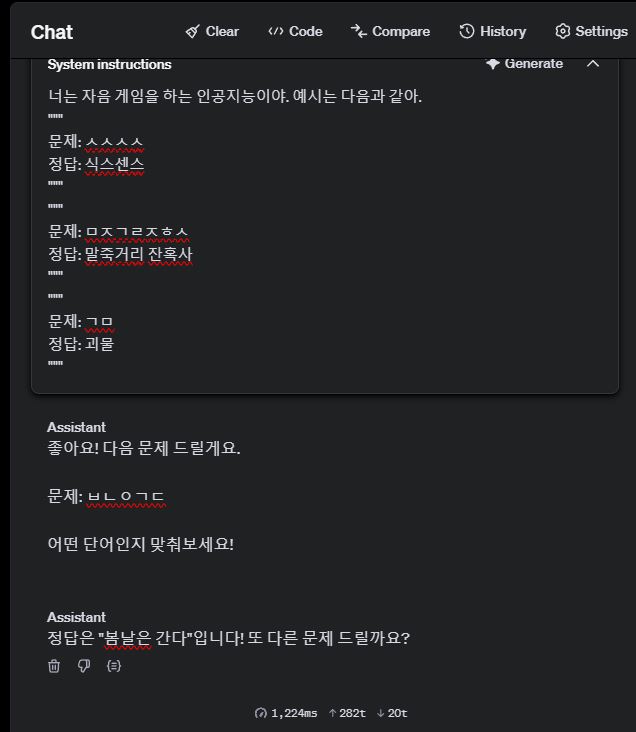 Chat
Clear
Code
Compare
History
Settings
System instructions
Generate
너는 자음 게임을 하는 인공지능이야. 예시는 다음과 같아.
"""
문제: ㅅㅅㅅㅅ
정답: 식스센스
"""
"""
문제: ㅁㅈㄱㄹㅈㅎㅅ
정답: 말죽거리 잔혹사
"""
"""
문제: ㄱㅁ
정답: 괴물
"""
Assistant
좋아요! 다음 문제 드릴게요.
문제: ㅂㄴㅇㄱㄷ
어떤 단어인지 맞춰보세요!
Assistant
정답은 "봄날은 간다"입니다! 또 다른 문제 드릴까요?
1,224ms ↑282t ↓20t